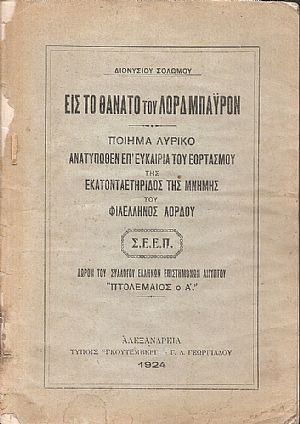 ΔΙΟΝΥΣΙΟΥ ΣΟΛΩΜΟΥ
ΕΙΣ ΤΟ ΘΑΝΑΤΟ ΤΟΥ ΛΟΡΔ ΜΠΑΫΡΟΝ
ΠΟΙΗΜΑ ΛΥΡΙΚΟ
ΑΝΑΤΥΠΩΘΕΝ ΕΠ' ΕΥΚΑΙΡΙΑ ΤΟΥ ΕΟΡΤΑΣΜΟΥ
ΤΗΣ
ΕΚΑΤΟΝΤΑΕΤΗΡΙΔΟΣ ΤΗΣ ΜΝΗΜΗΣ
ΤΟΥ
ΦΙΛΕΛΛΗΝΟΣ ΛΟΡΔΟΥ
Σ.Ε.Ε.Π.
ΔΩΡΟΝ ΤΟΥ ΣΥΛΛΟΓΟΥ ΕΛΛΗΝΩΝ ΕΠΙΣΤΗΜΟΝΩΝ ΑΙΓΥΠΤΟΥ
"ΠΤΟΛΕΜΑΙΟΣ ο Α'."
ΑΛΕΞΑΝΔΡΕΙΑ
ΤΥΠΟΙΣ "ΓΚΟΥΤΕΜΒΕΡΓ" - Γ. Δ. ΓΕΩΡΓΙΑΔΟΥ
1924